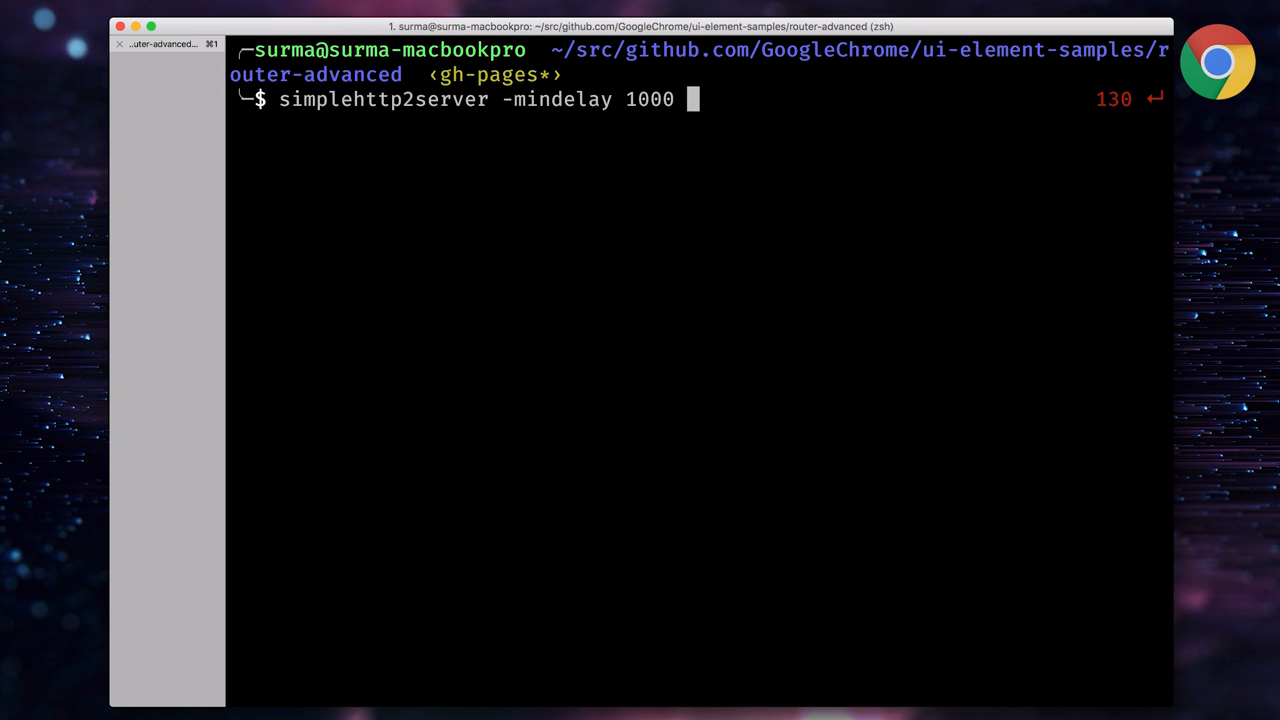 1. surma@surma-macbookpro: ~/src/github.com/GoogleChrome/ui-element-samples/router-advanced (zsh)
..uter-advanced... ⌘1
╭─surma@surma-macbookpro ~/src/github.com/GoogleChrome/ui-element-samples/r
outer-advanced ‹gh-pages*›
╰─$ simplehttp2server -mindelay 1000 130 ↵